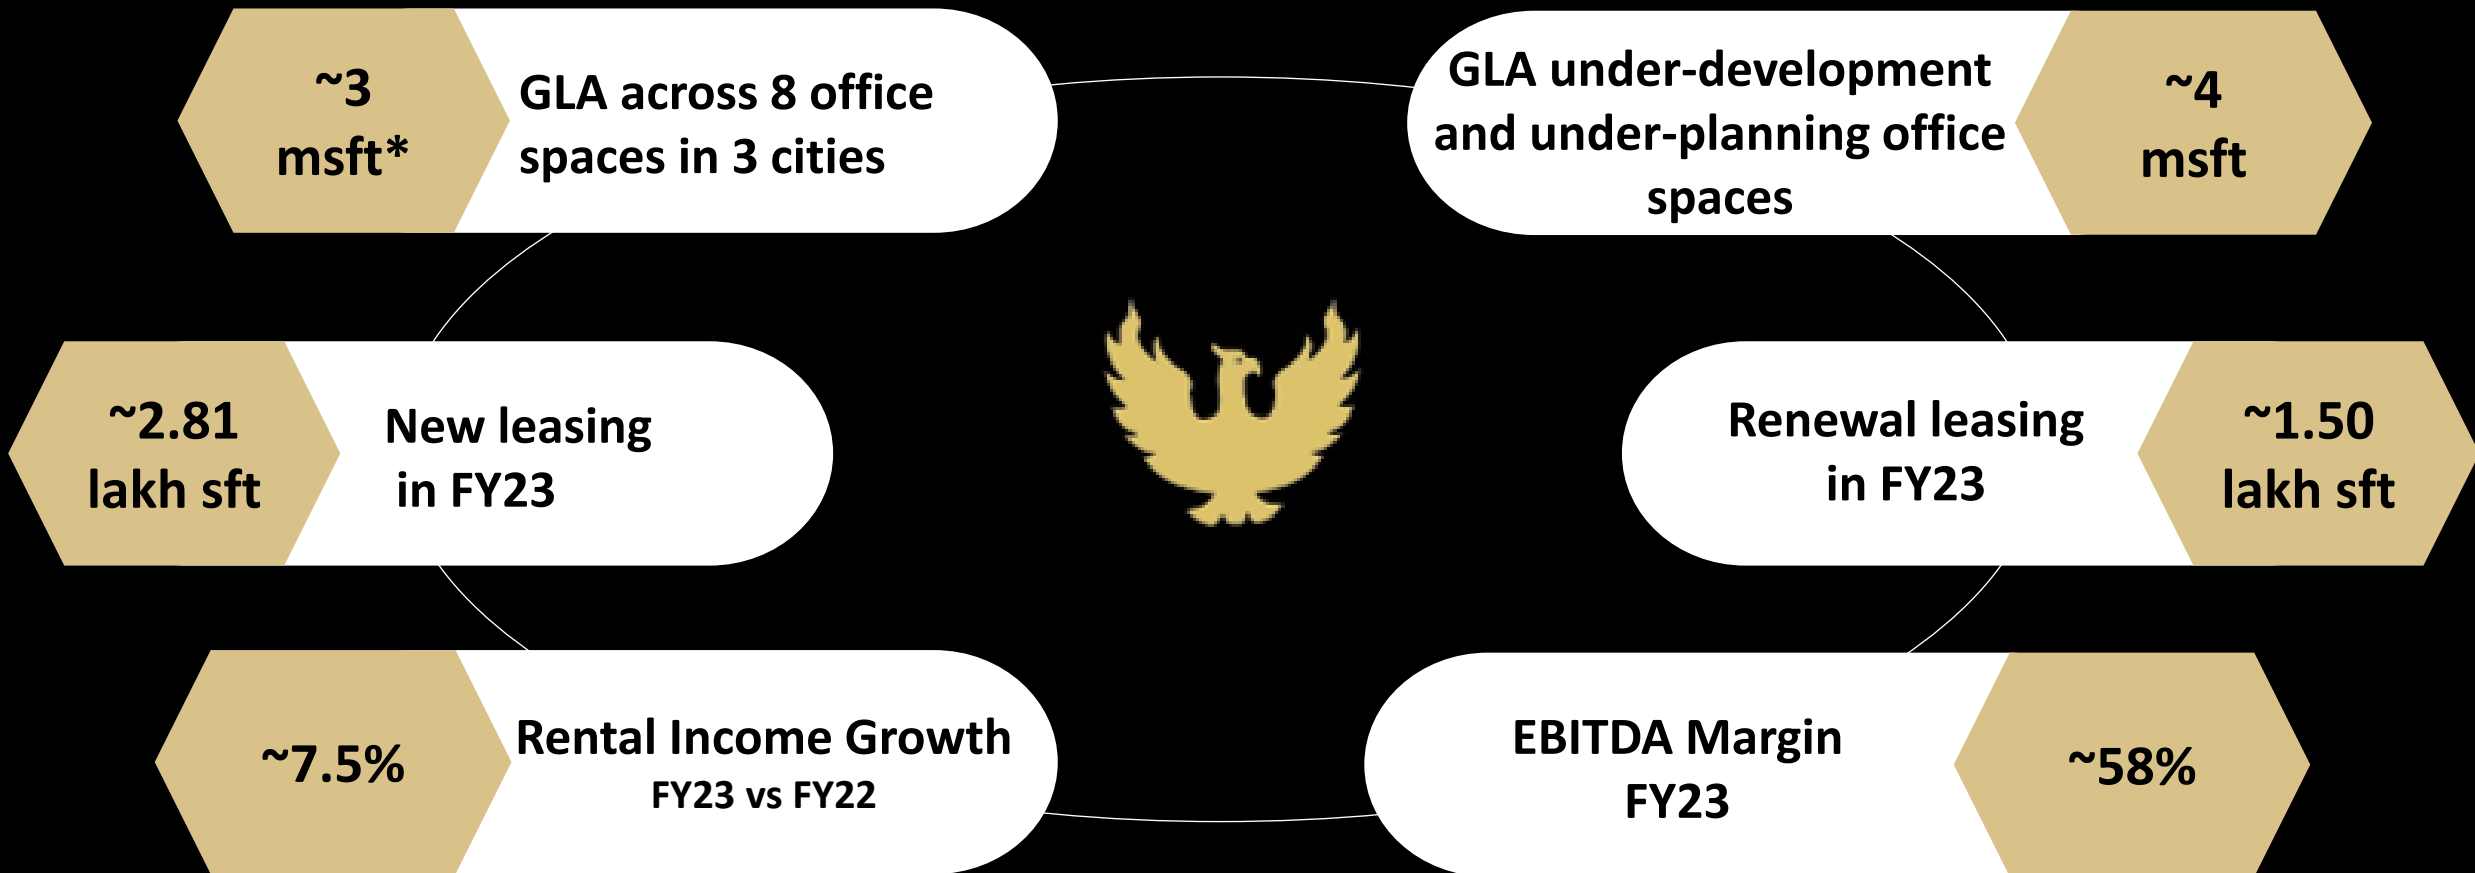 ~3
msft*
GLA across 8 office
spaces in 3 cities
GLA under-development
and under-planning office
spaces
~4
msft
~2.81
lakh sft
New leasing
in FY23
Renewal leasing
in FY23
~1.50
lakh sft
~7.5%
Rental Income Growth
FY23 vs FY22
EBITDA Margin
FY23
~58%